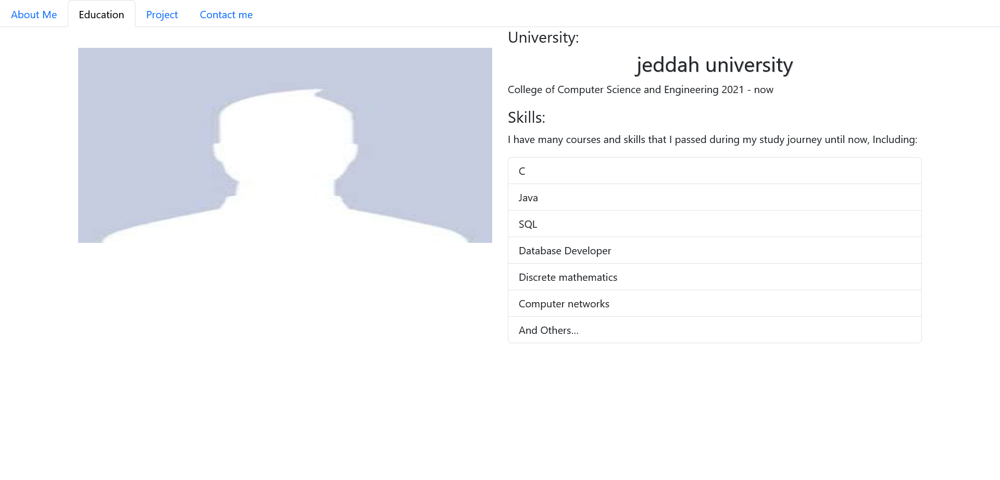 About Me
Education
Project
Contact me
University:
jeddah university
College of Computer Science and Engineering 2021 - now
Skills:
I have many courses and skills that I passed during my study journey until now, Including:
C
Java
SQL
Database Developer
Discrete mathematics
Computer networks
And Others...